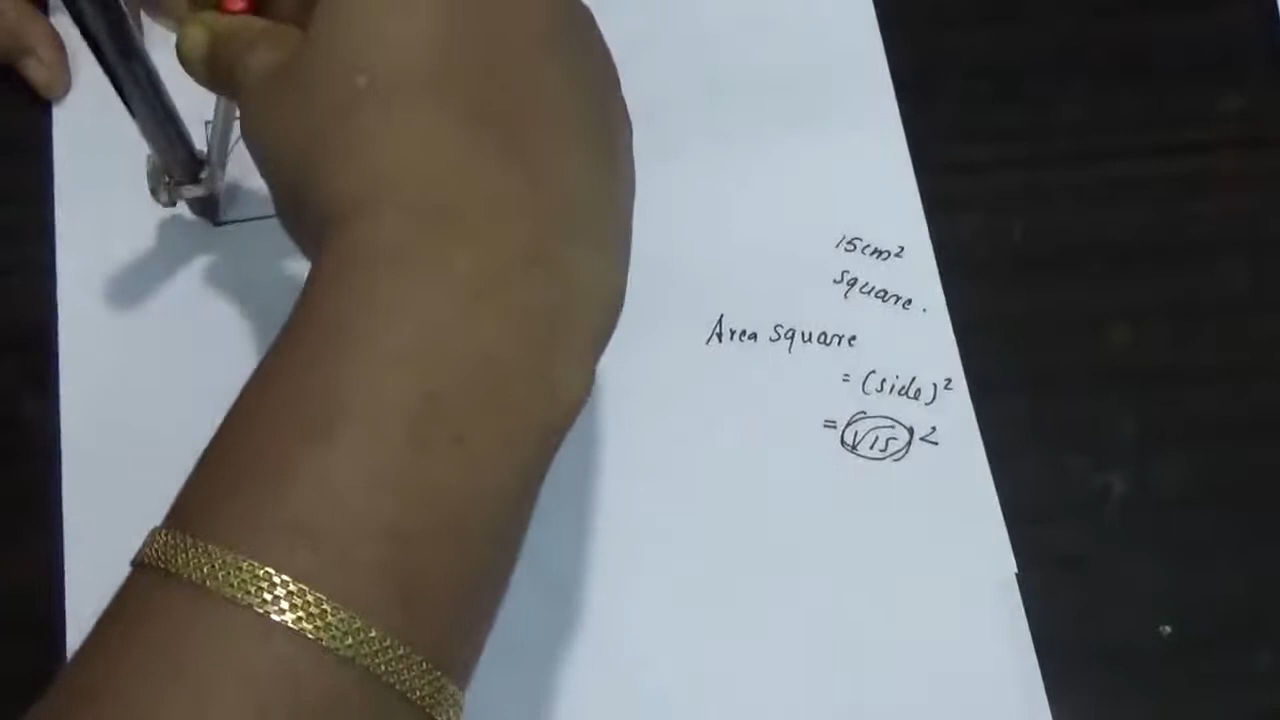 15cm²
square.
Area square
= (side)²
= (√15)²